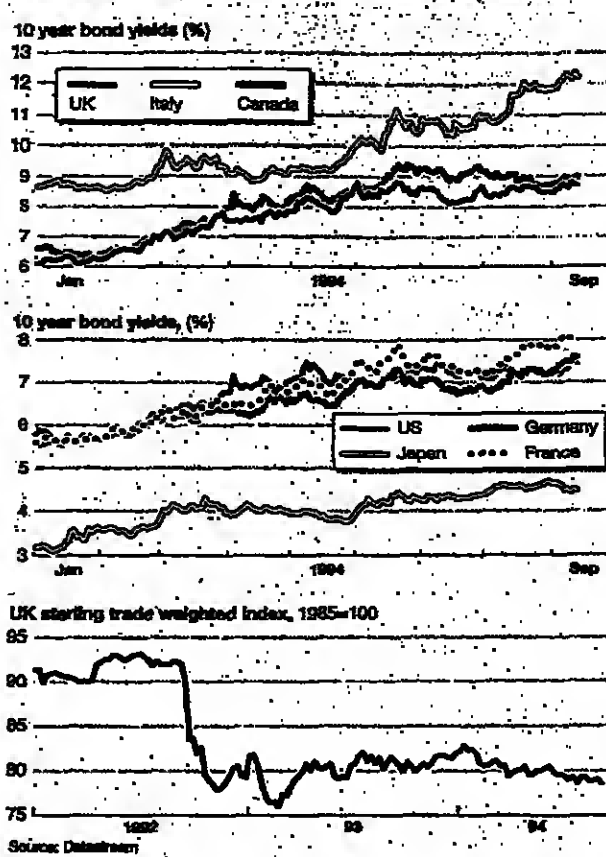 10 year bond yields (%)
13
12
11
10
9
8
7
6
UK Italy Canada
Jan 1994 Sep
10 year bond yields, (%)
8
7
6
5
4
3
US Germany
Japan France
Jan 1994 Sep
UK sterling trade weighted index, 1985=100
95
90
85
80
75
1992 93 94
Source: Datastream